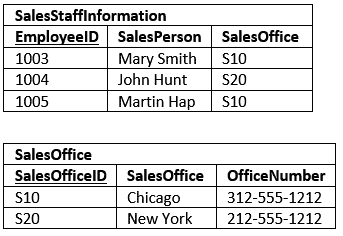 SalesStaffInformation
EmployeeID SalesPerson SalesOffice
1003 Mary Smith S10
1004 John Hunt S20
1005 Martin Hap S10
SalesOffice
SalesOfficeID SalesOffice OfficeNumber
S10 Chicago 312-555-1212
S20 New York 212-555-1212